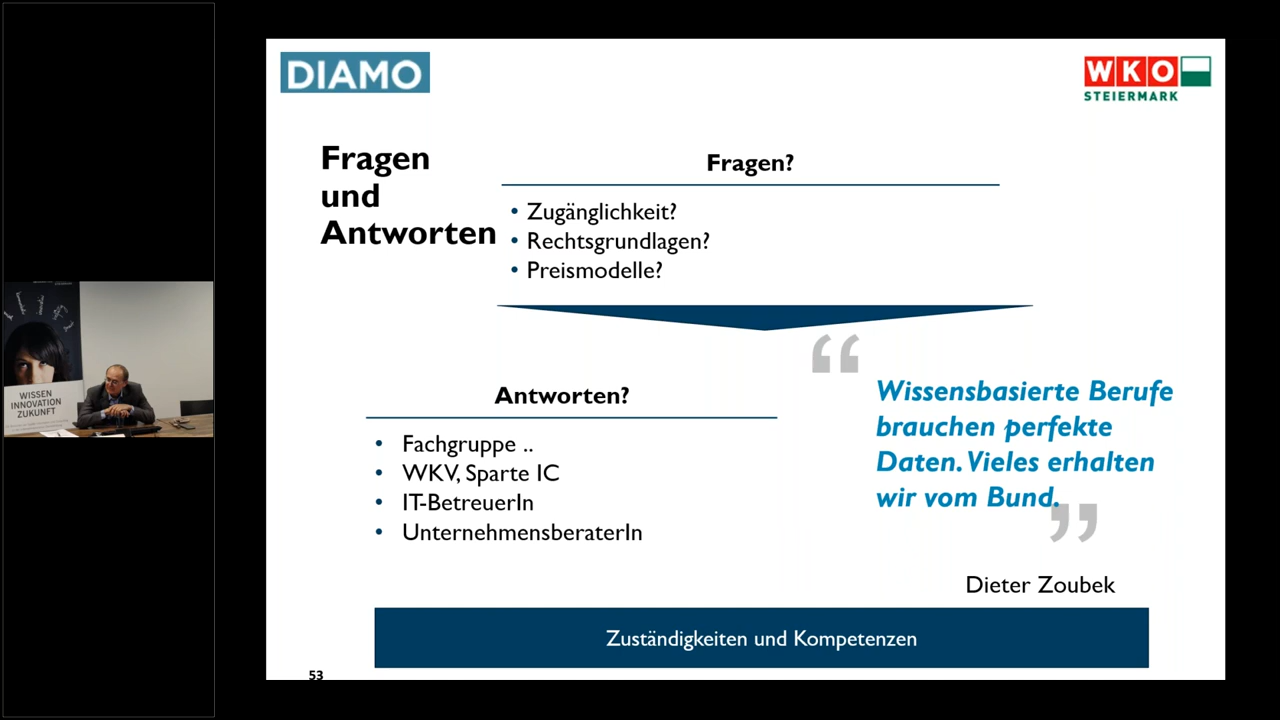 DIAMO
WKO
STEIERMARK
Fragen
und
Antworten
Fragen?
• Zugänglichkeit?
• Rechtsgrundlagen?
• Preismodelle?
“
Wissensbasierte Berufe
brauchen perfekte
Daten. Vieles erhalten
wir vom Bund.
”
Dieter Zoubek
Antworten?
• Fachgruppe ..
• WKV, Sparte IC
• IT-BetreuerIn
• UnternehmensberaterIn
Zuständigkeiten und Kompetenzen
53
WISSEN
INNOVATION
ZUKUNFT